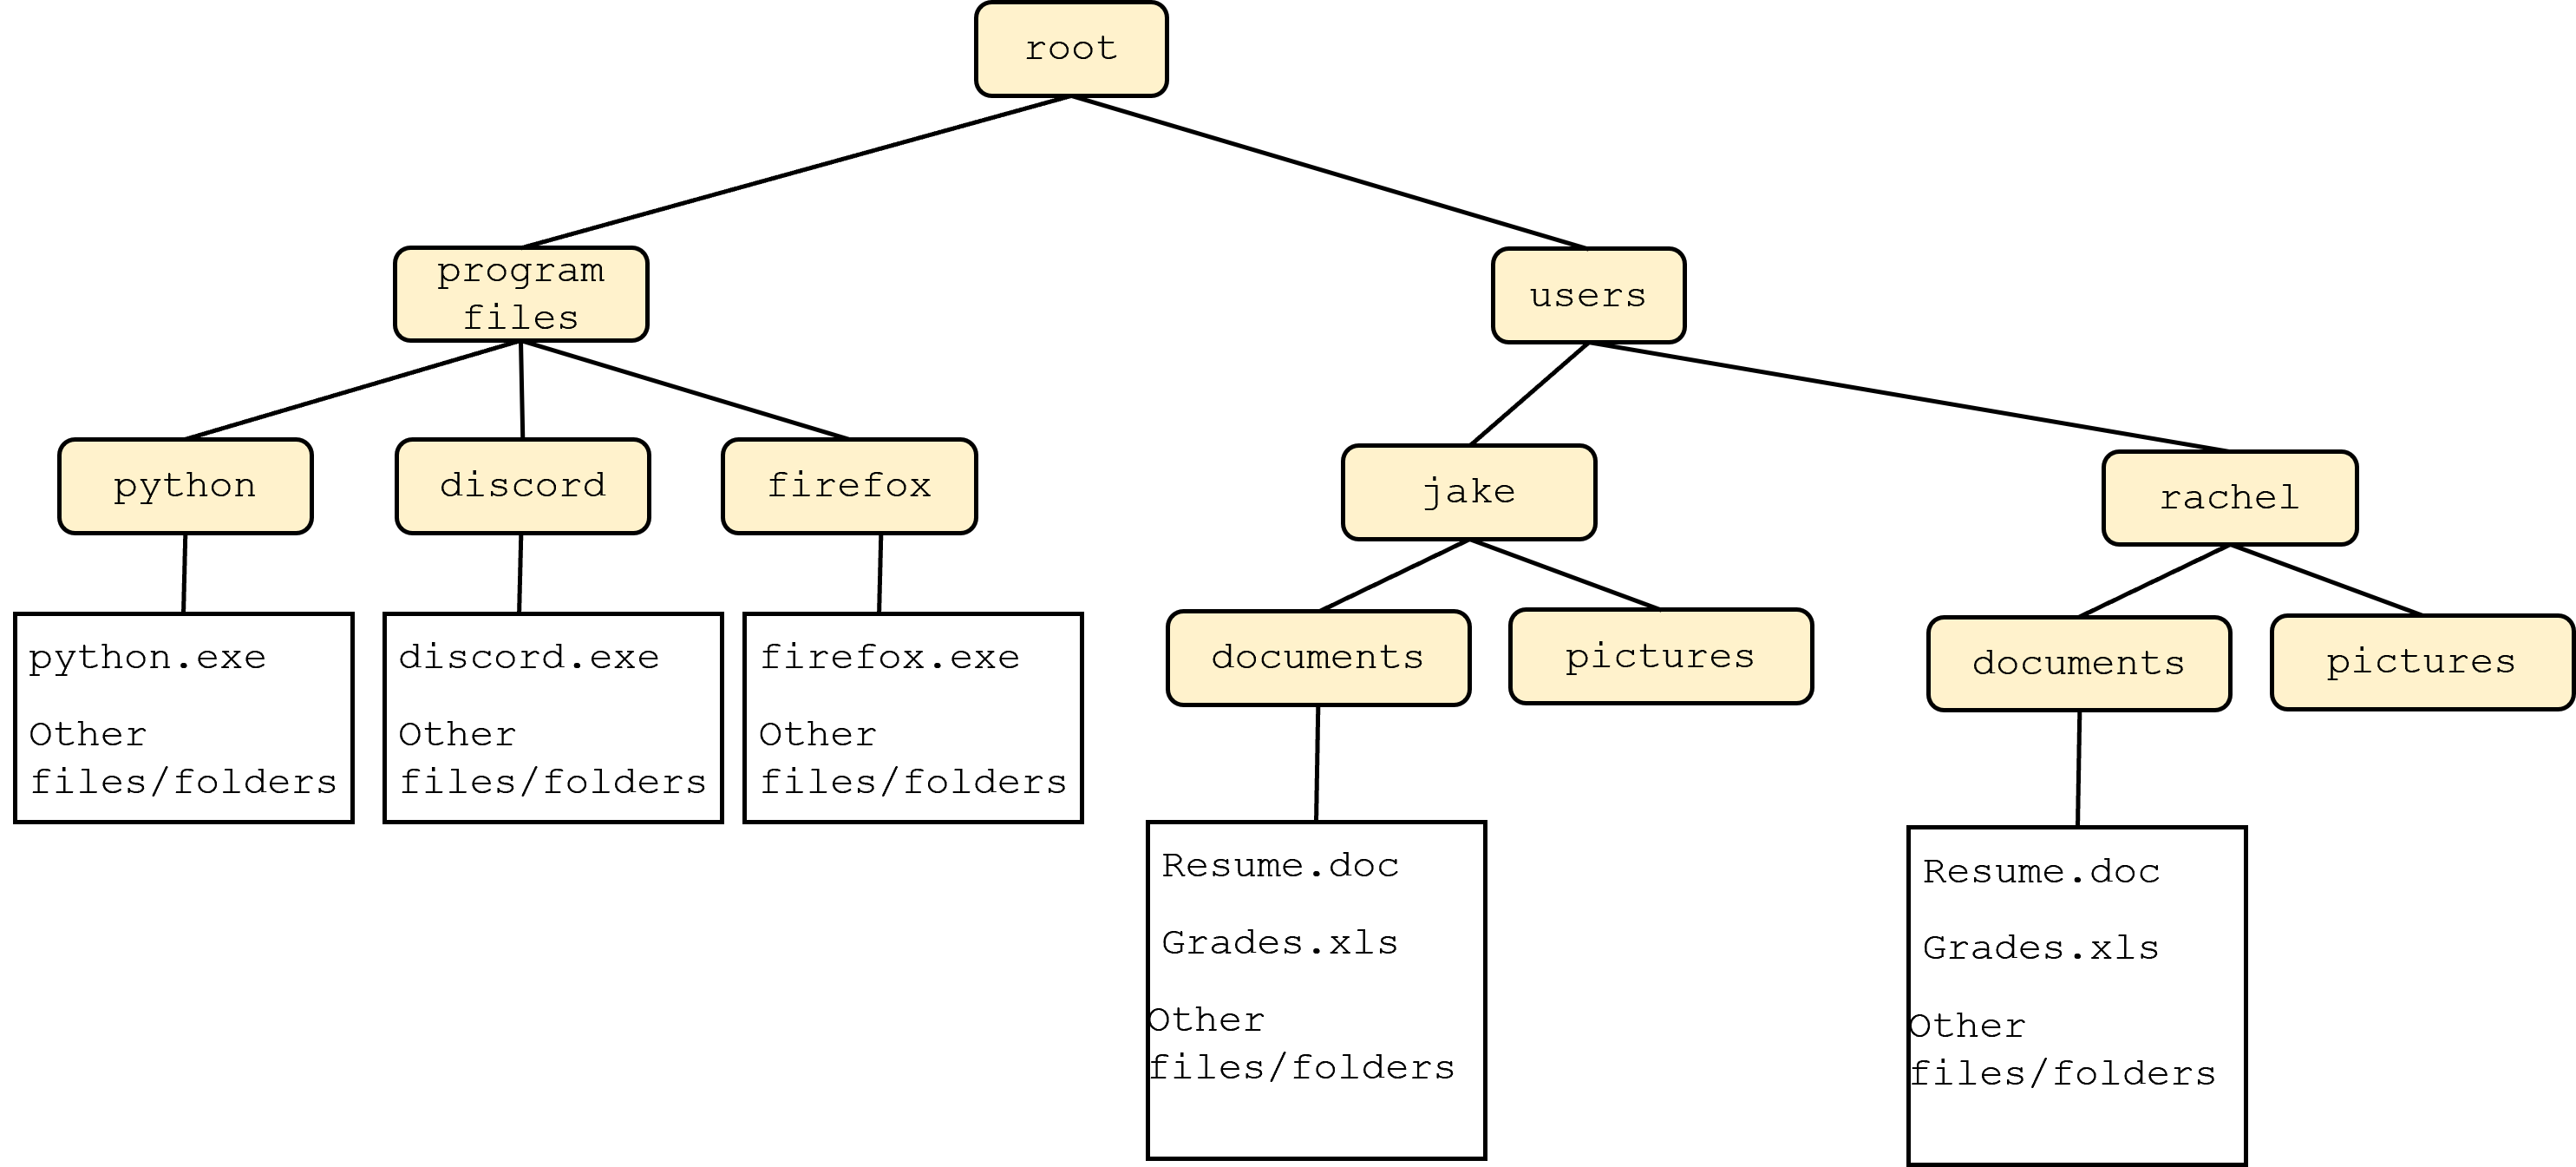 root
program
files
users
python
discord
firefox
jake
rachel
python.exe
Other
files/folders
discord.exe
Other
files/folders
firefox.exe
Other
files/folders
documents
pictures
documents
pictures
Resume.doc
Grades.xls
Other
files/folders
Resume.doc
Grades.xls
Other
files/folders